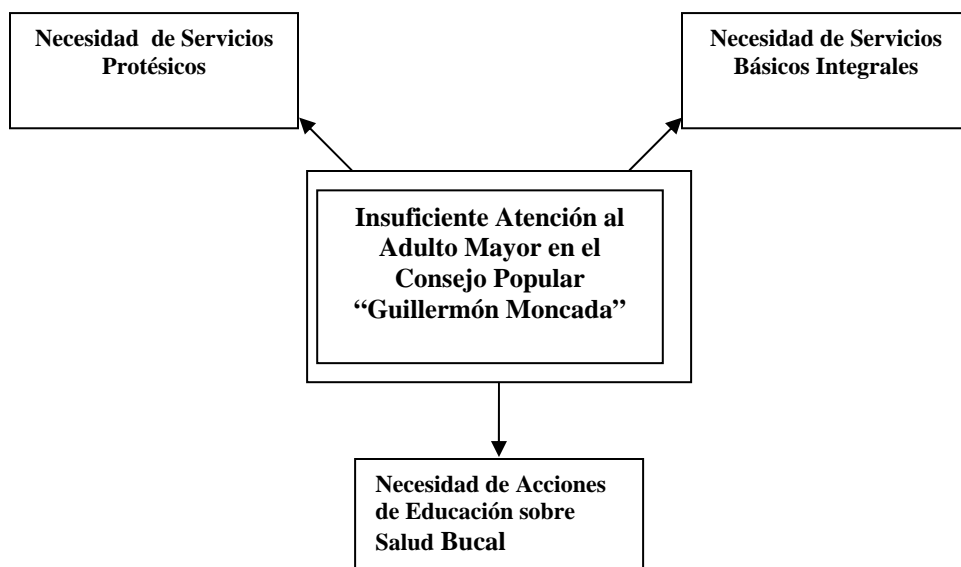 Necesidad de Servicios
Protésicos
Necesidad de Servicios
Básicos Integrales
Insuficiente Atención al
Adulto Mayor en el
Consejo Popular
“Guillermón Moncada”
Necesidad de Acciones
de Educación sobre
Salud Bucal